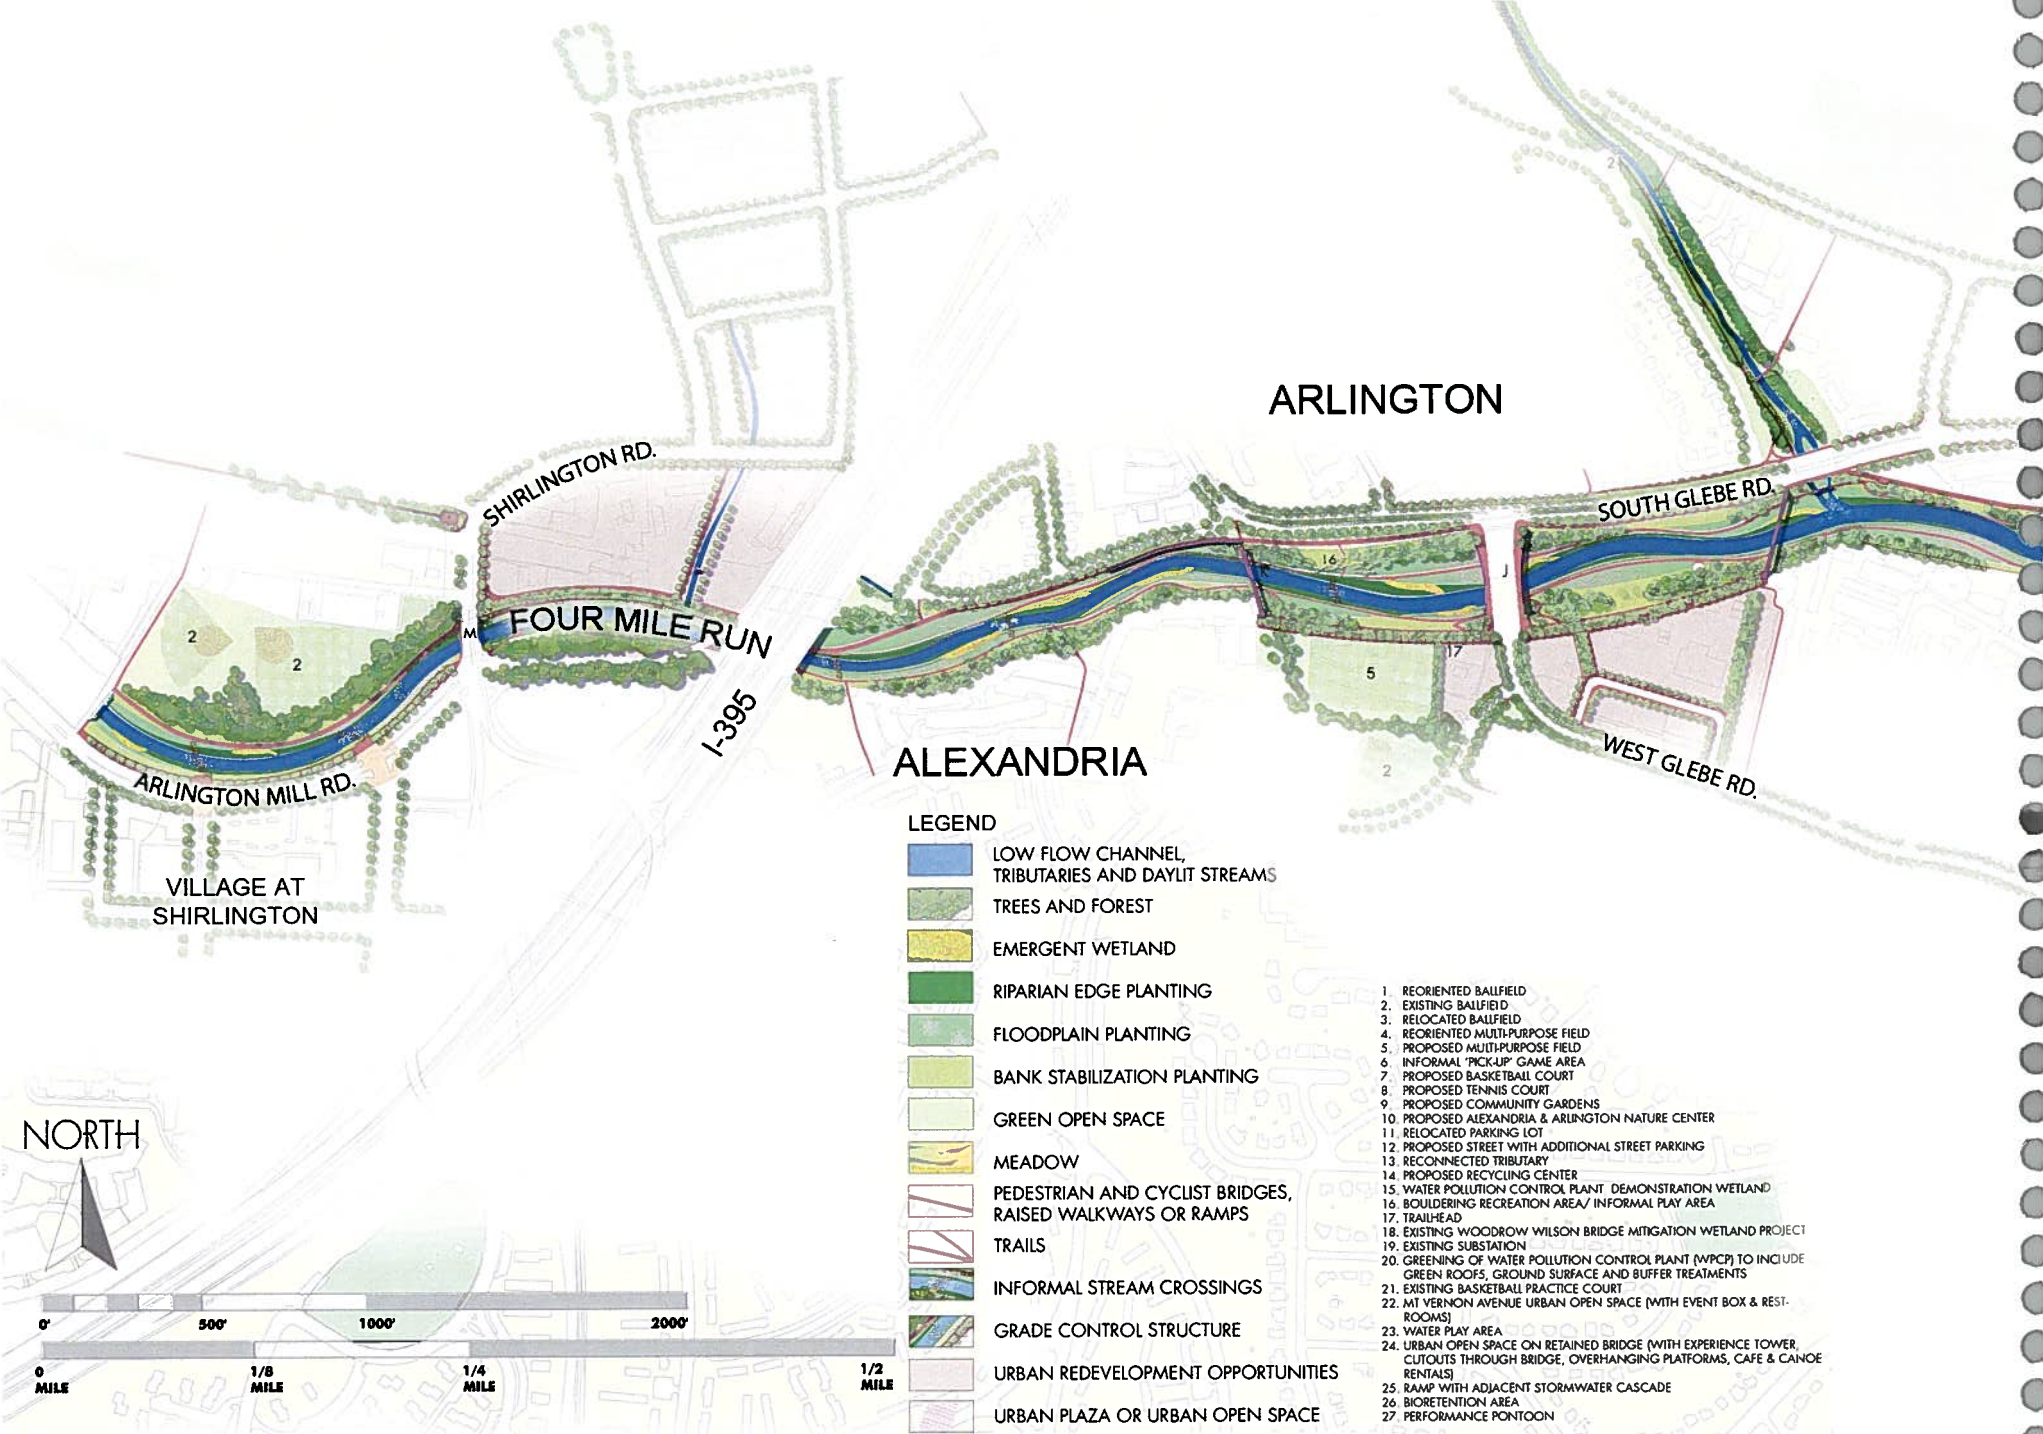 2
ARLINGTON
SHIRLINGTON RD.
SOUTH GLEBE RD.
16
J
M
FOUR MILE RUN
2
2
17
5
I-395
WEST GLEBE RD.
2
ALEXANDRIA
ARLINGTON MILL RD.
VILLAGE AT
SHIRLINGTON
LEGEND
LOW FLOW CHANNEL,
TRIBUTARIES AND DAYLIT STREAMS
TREES AND FOREST
EMERGENT WETLAND
RIPARIAN EDGE PLANTING
FLOODPLAIN PLANTING
BANK STABILIZATION PLANTING
GREEN OPEN SPACE
MEADOW
PEDESTRIAN AND CYCLIST BRIDGES,
RAISED WALKWAYS OR RAMPS
TRAILS
INFORMAL STREAM CROSSINGS
GRADE CONTROL STRUCTURE
URBAN REDEVELOPMENT OPPORTUNITIES
URBAN PLAZA OR URBAN OPEN SPACE
1. REORIENTED BALLFIELD
2. EXISTING BALLFIELD
3. RELOCATED BALLFIELD
4. REORIENTED MULTI-PURPOSE FIELD
5. PROPOSED MULTI-PURPOSE FIELD
6. INFORMAL 'PICK-UP' GAME AREA
7. PROPOSED BASKETBALL COURT
8. PROPOSED TENNIS COURT
9. PROPOSED COMMUNITY GARDENS
10. PROPOSED ALEXANDRIA & ARLINGTON NATURE CENTER
11. RELOCATED PARKING LOT
12. PROPOSED STREET WITH ADDITIONAL STREET PARKING
13. RECONNECTED TRIBUTARY
14. PROPOSED RECYCLING CENTER
15. WATER POLLUTION CONTROL PLANT DEMONSTRATION WETLAND
16. BOULDERING RECREATION AREA/ INFORMAL PLAY AREA
17. TRAILHEAD
18. EXISTING WOODROW WILSON BRIDGE MITIGATION WETLAND PROJECT
19. EXISTING SUBSTATION
20. GREENING OF WATER POLLUTION CONTROL PLANT (WPCP) TO INCLUDE
GREEN ROOFS, GROUND SURFACE AND BUFFER TREATMENTS
21. EXISTING BASKETBALL PRACTICE COURT
22. MT VERNON AVENUE URBAN OPEN SPACE (WITH EVENT BOX & REST-
ROOMS)
23. WATER PLAY AREA
24. URBAN OPEN SPACE ON RETAINED BRIDGE (WITH EXPERIENCE TOWER,
CUTOUTS THROUGH BRIDGE, OVERHANGING PLATFORMS, CAFE & CANOE
RENTALS)
25. RAMP WITH ADJACENT STORMWATER CASCADE
26. BIORETENTION AREA
27. PERFORMANCE PONTOON
NORTH
0' 500' 1000' 2000'
0 1/8 1/4 1/2
MILE MILE MILE MILE